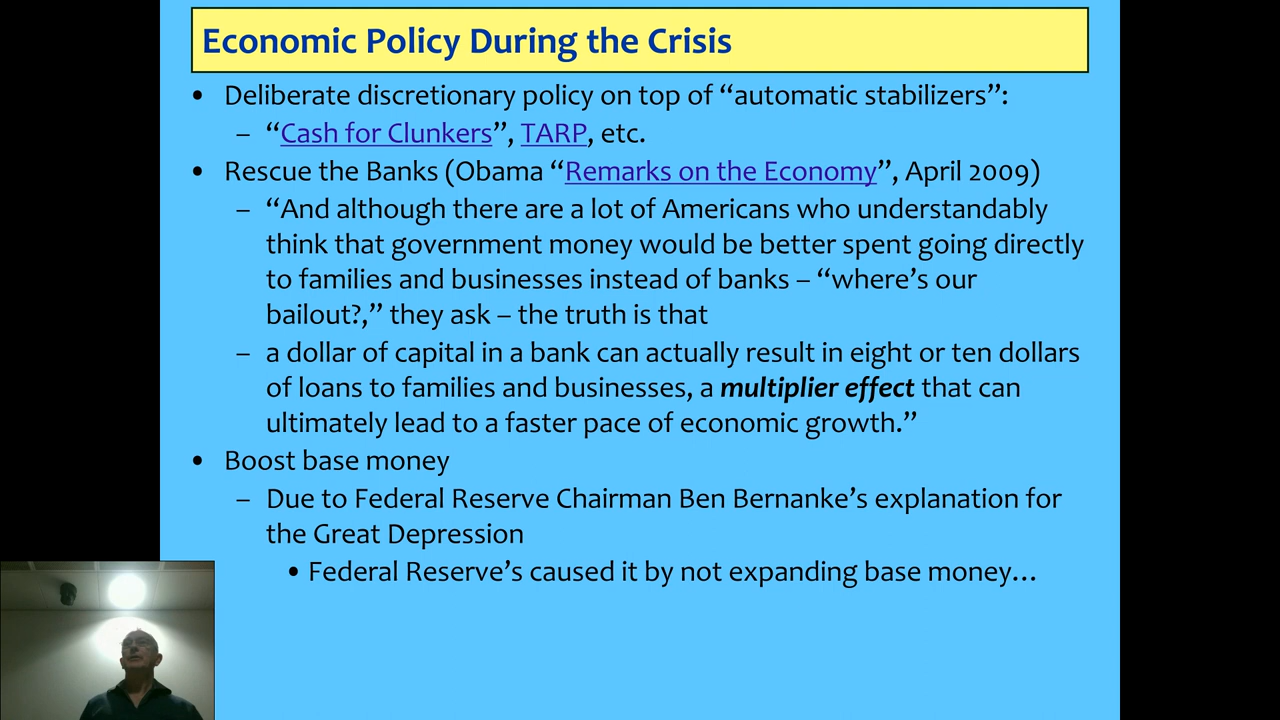 Economic Policy During the Crisis
• Deliberate discretionary policy on top of “automatic stabilizers”:
– “Cash for Clunkers”, TARP, etc.
• Rescue the Banks (Obama “Remarks on the Economy”, April 2009)
– “And although there are a lot of Americans who understandably
think that government money would be better spent going directly
to families and businesses instead of banks – “where’s our
bailout?,” they ask – the truth is that
– a dollar of capital in a bank can actually result in eight or ten dollars
of loans to families and businesses, a multiplier effect that can
ultimately lead to a faster pace of economic growth.”
• Boost base money
– Due to Federal Reserve Chairman Ben Bernanke’s explanation for
the Great Depression
• Federal Reserve’s caused it by not expanding base money…